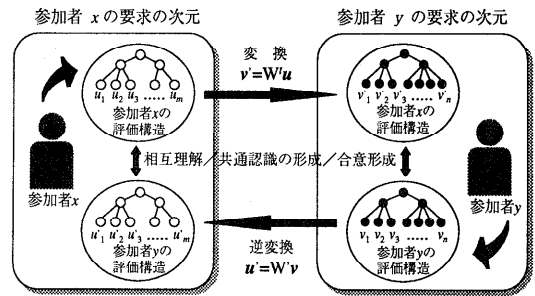 参加者 x の要求の次元
参加者 y の要求の次元
変 換
v'=Wᵗu
u₁ u₂ u₃ ..... uₘ
参加者xの
評価構造
v'₁ v'₂ v'₃ ..... v'ₙ
参加者xの
評価構造
相互理解／共通認識の形成／合意形成
参加者x
参加者y
u'₁ u'₂ u'₃ ..... u'ₘ
参加者yの
評価構造
v₁ v₂ v₃ ..... vₙ
参加者yの
評価構造
逆変換
u'=W'v